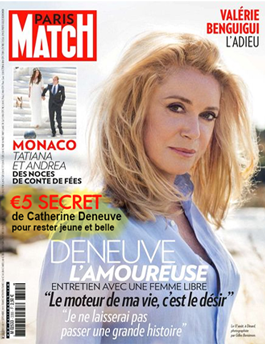 PARIS
MATCH
VALÉRIE
BENGUIGUI
L'ADIEU
MONACO
TATIANA
ET ANDREA
DES NOCES
DE CONTE DE FÉES
€5 SECRET
de Catherine Deneuve
pour rester jeune et belle
DENEUVE
L'AMOUREUSE
ENTRETIEN AVEC UNE FEMME LIBRE
"Le moteur de ma vie, c'est le désir"
"Je ne laisserai pas
passer une grande histoire"